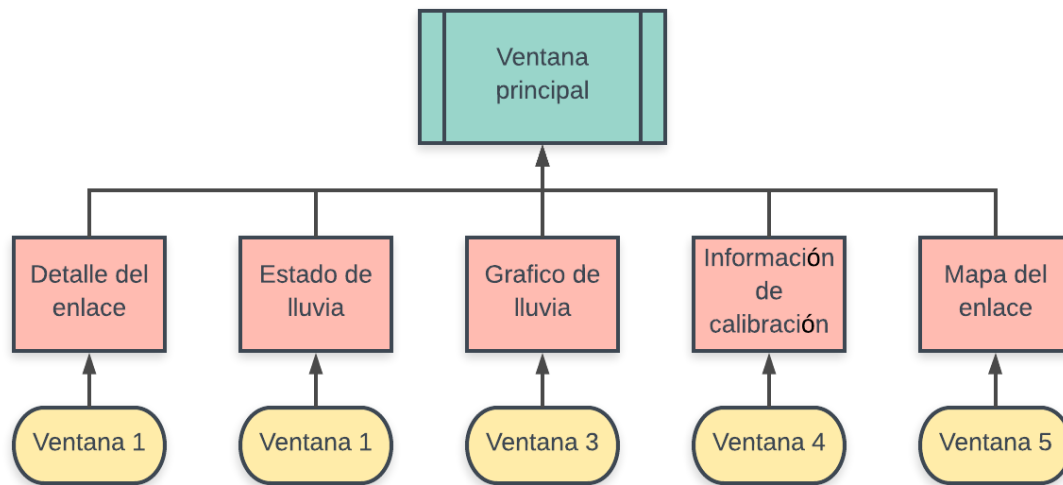 Ventana
principal
Detalle del
enlace
Estado de
lluvia
Grafico de
lluvia
Información
de
calibración
Mapa del
enlace
Ventana 1
Ventana 1
Ventana 3
Ventana 4
Ventana 5